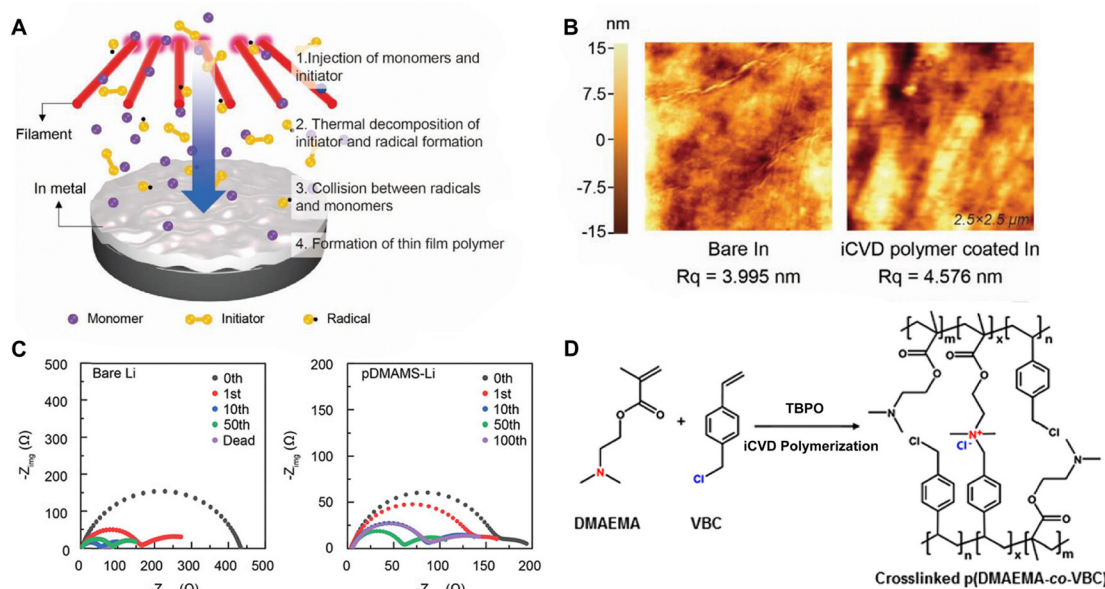 A
1.Injection of monomers and
initiator
Filament
2. Thermal decomposition of
initiator and radical formation
In metal
3. Collision between radicals
and monomers
4. Formation of thin film polymer
Monomer
Initiator
Radical
B
nm
15
7.5
0
-7.5
-15
2.5×2.5 μm
Bare In
iCVD polymer coated In
Rq = 3.995 nm
Rq = 4.576 nm
C
-Zimg (Ω)
500
400
300
200
100
0
Bare Li
0th
1st
10th
50th
Dead
0 100 200 300 400 500
-Zimg (Ω)
200
150
100
50
0
pDMAMS-Li
0th
1st
10th
50th
100th
0 50 100 150 200
D
O
O
N
DMAEMA
+
Cl
VBC
TBPO
iCVD Polymerization
m x n
O O O O
N Cl
N+
Cl-
N
O O
n x m
Crosslinked p(DMAEMA-co-VBC)